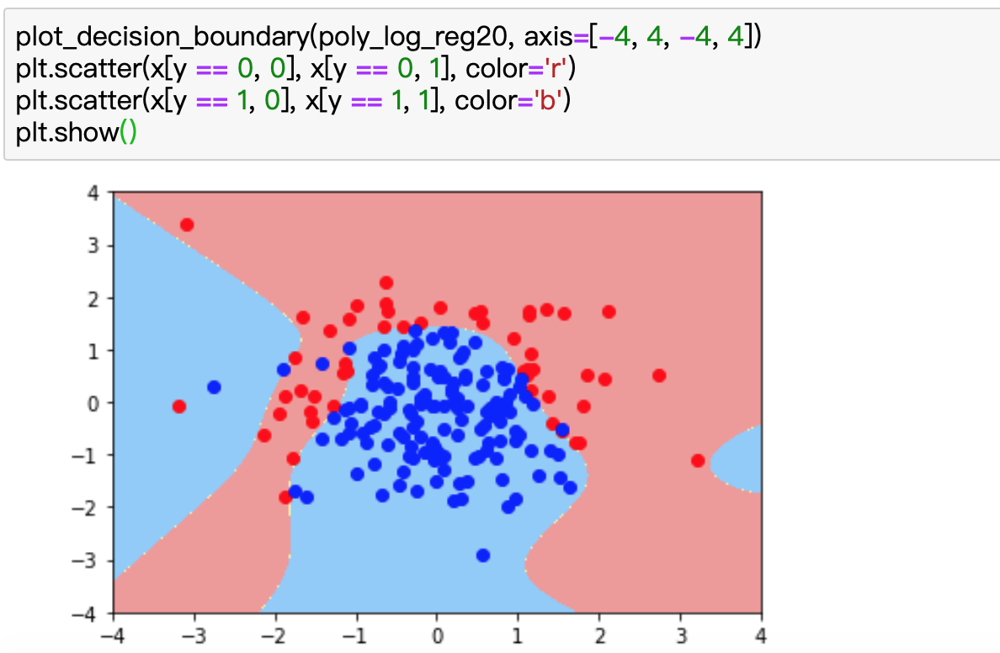 plot_decision_boundary(poly_log_reg20, axis=[-4, 4, -4, 4])
plt.scatter(x[y == 0, 0], x[y == 0, 1], color='r')
plt.scatter(x[y == 1, 0], x[y == 1, 1], color='b')
plt.show()
4
3
2
1
0
−1
−2
−3
−4
−4 −3 −2 −1 0 1 2 3 4